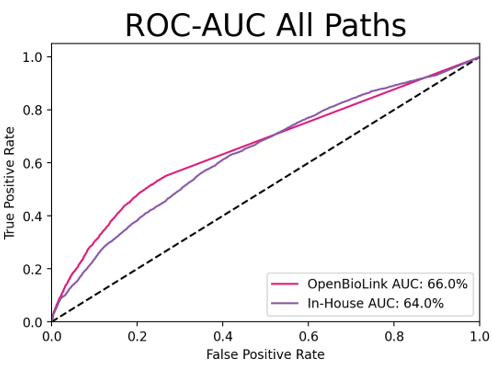 ROC-AUC All Paths
True Positive Rate
1.0
0.8
0.6
0.4
0.2
0.0
OpenBioLink AUC: 66.0%
In-House AUC: 64.0%
0.0 0.2 0.4 0.6 0.8 1.0
False Positive Rate